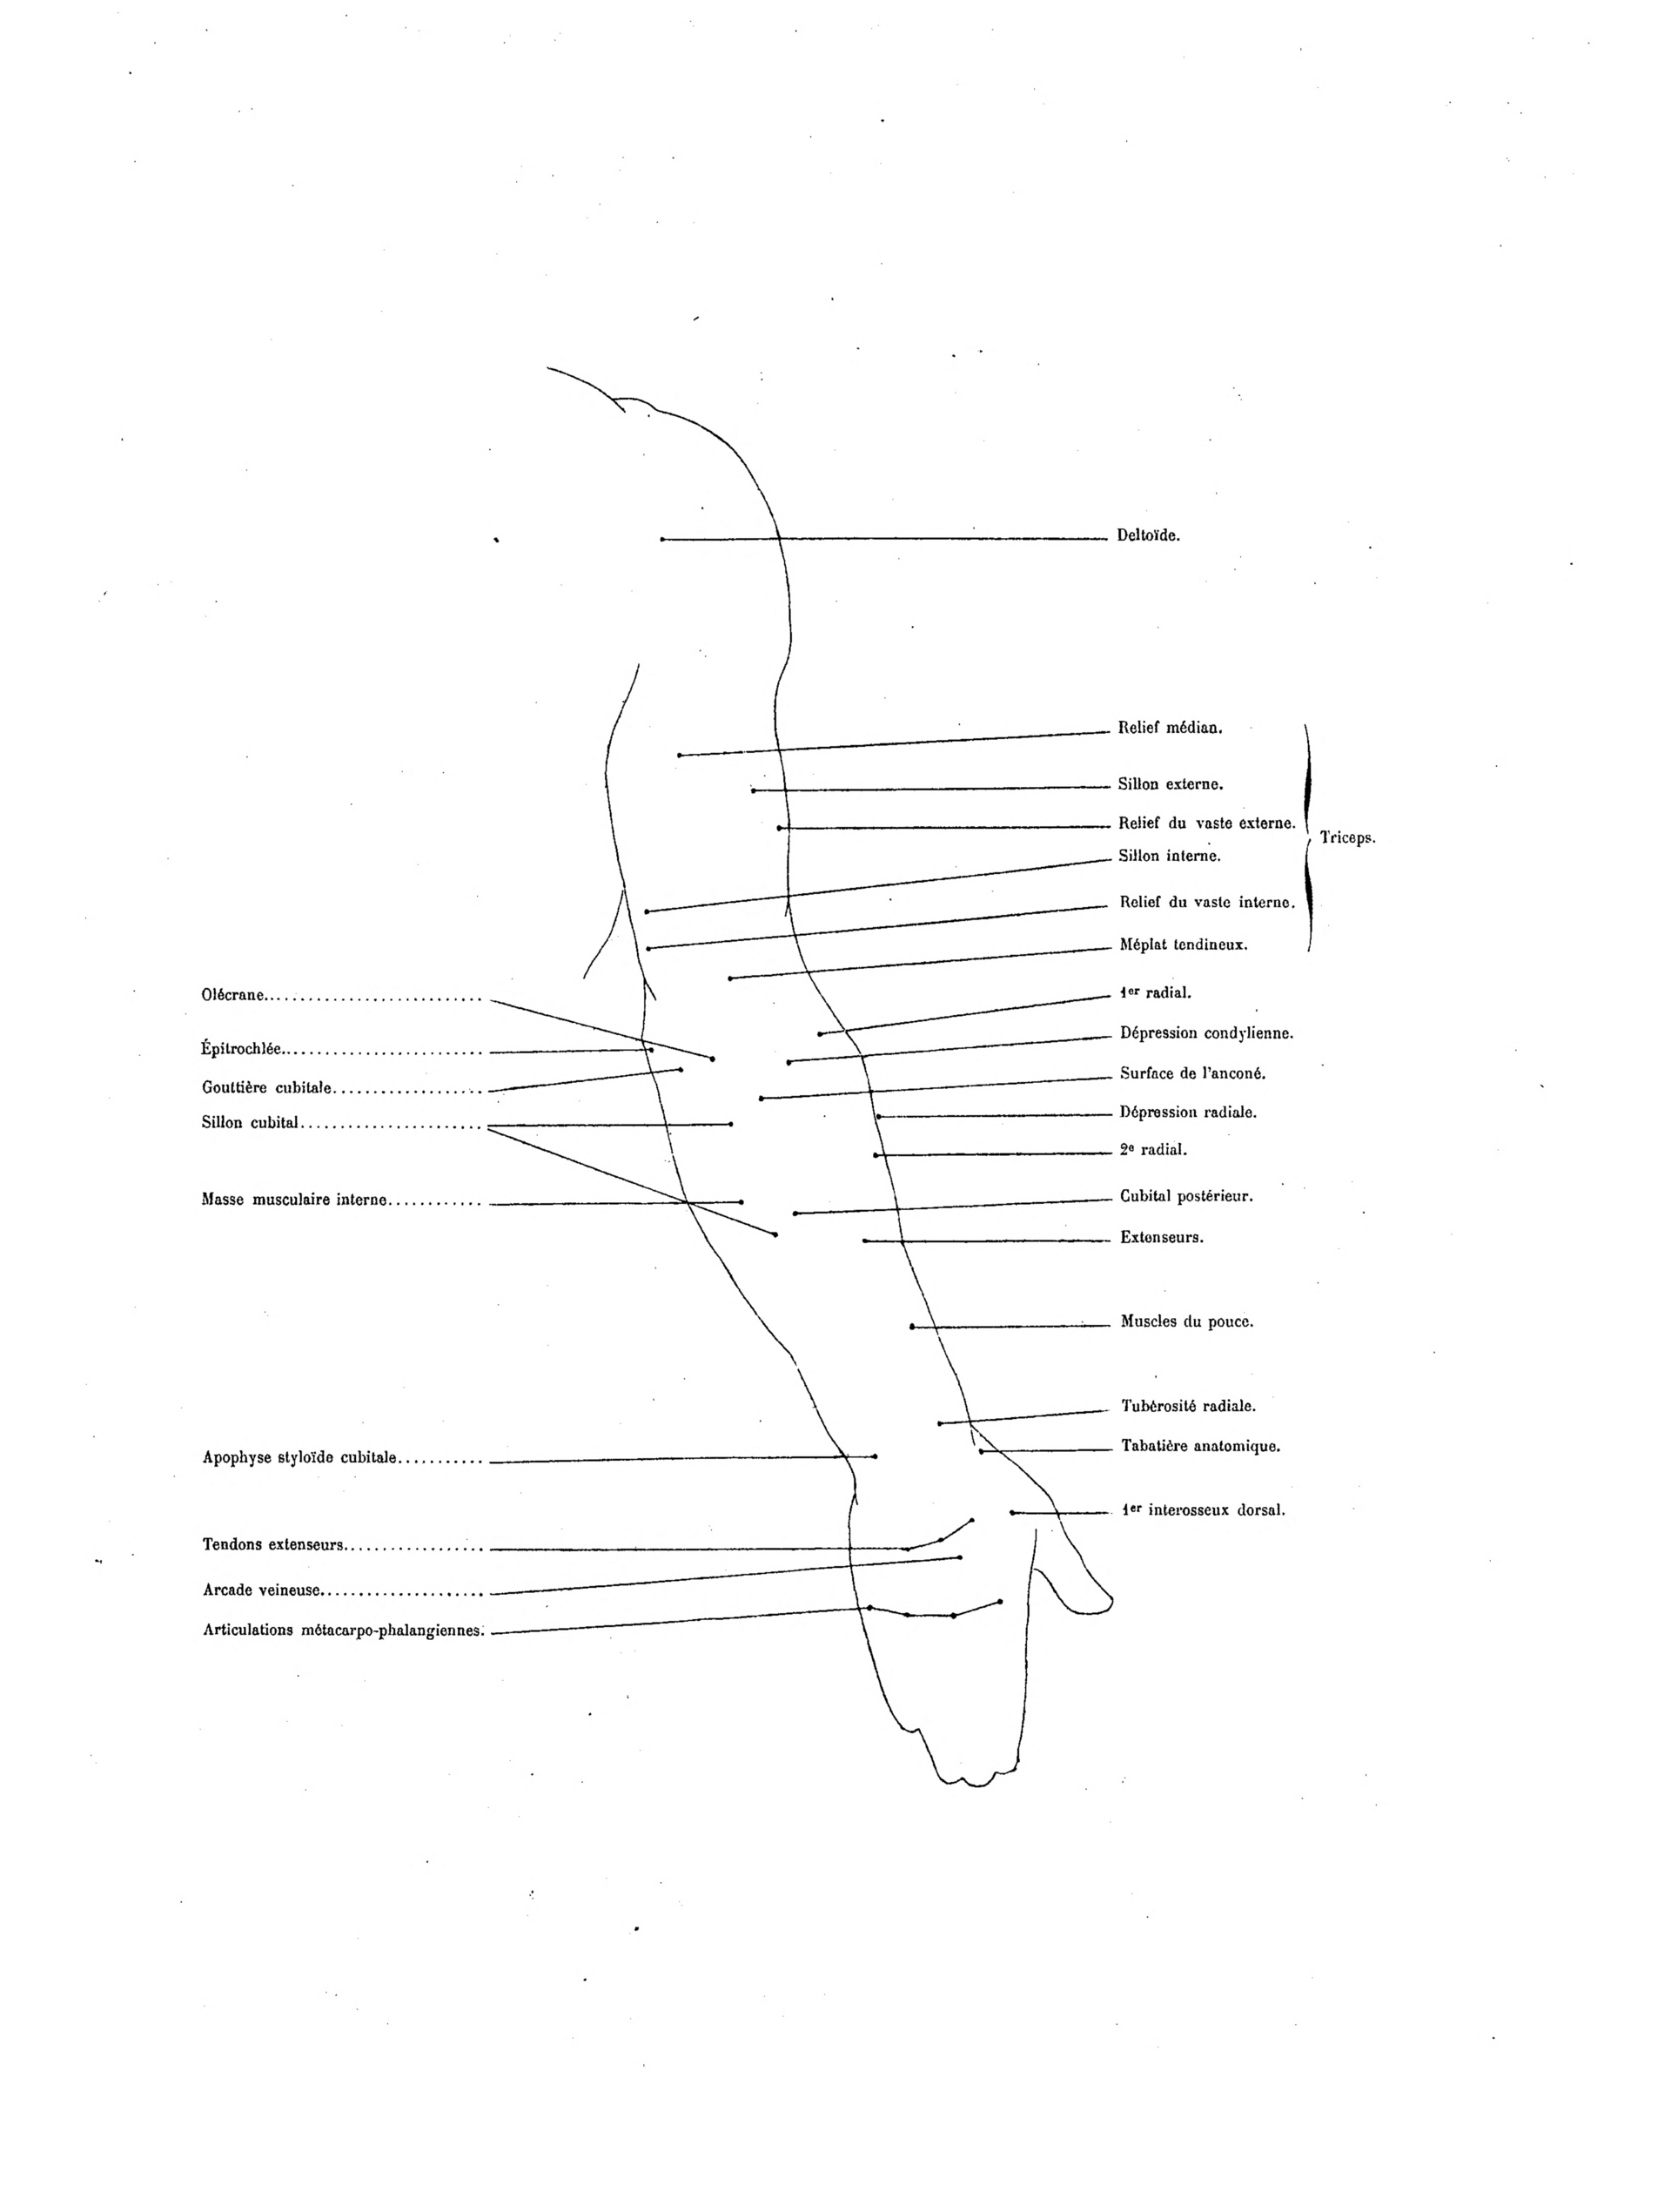 Deltoïde.
Relief médian.
Sillon externe.
Relief du vaste externe.
Triceps.
Sillon interne.
Relief du vaste interne.
Méplat tendineux.
1er radial.
Dépression condylienne.
Surface de l'anconé.
Dépression radiale.
2e radial.
Cubital postérieur.
Extenseurs.
Muscles du pouce.
Tubérosité radiale.
Tabatière anatomique.
1er interosseux dorsal.
Olécrane
Épitrochlée
Gouttière cubitale
Sillon cubital
Masse musculaire interne
Apophyse styloïde cubitale
Tendons extenseurs
Arcade veineuse
Articulations métacarpo-phalangiennes.